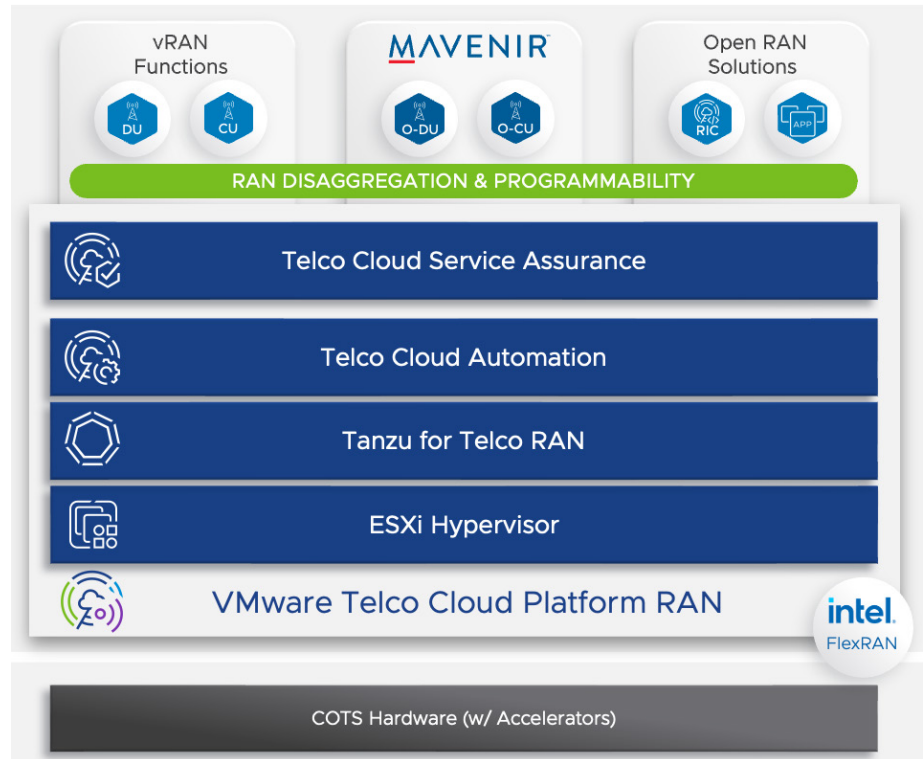 vRAN
Functions
DU
CU
MAVENIR
O-DU
O-CU
Open RAN
Solutions
RIC
APP
RAN DISAGGREGATION & PROGRAMMABILITY
Telco Cloud Service Assurance
Telco Cloud Automation
Tanzu for Telco RAN
ESXi Hypervisor
VMware Telco Cloud Platform RAN
intel.
FlexRAN
COTS Hardware (w/ Accelerators)